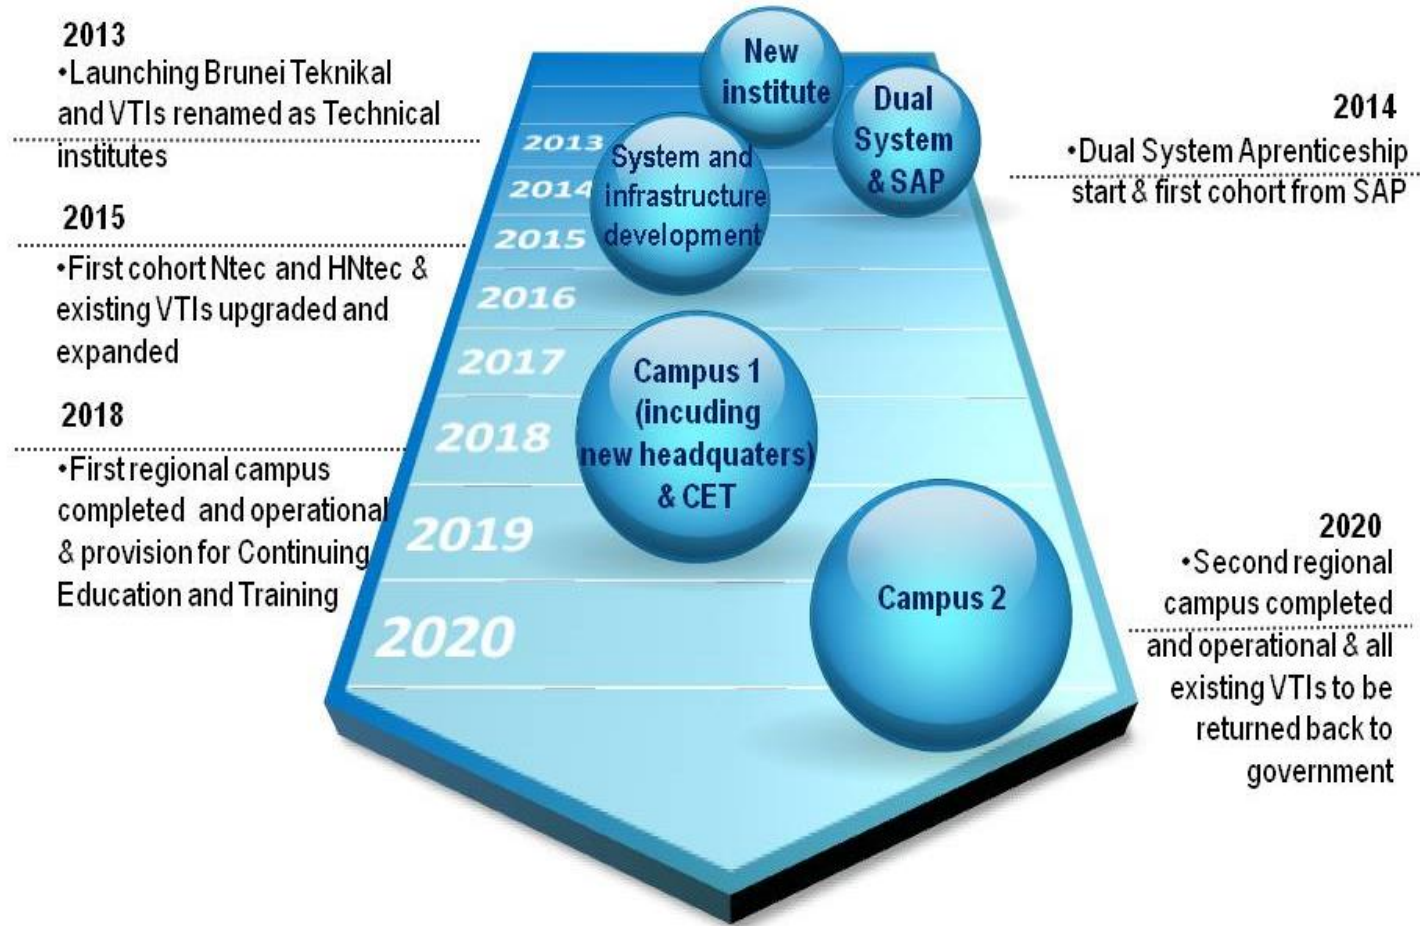 2013
•Launching Brunei Teknikal
and VTIs renamed as Technical
institutes
2015
•First cohort Ntec and HNtec &
existing VTIs upgraded and
expanded
2018
•First regional campus
completed and operational
& provision for Continuing
Education and Training
2013
2014
2015
2016
2017
2018
2019
2020
New
institute
Dual
System
& SAP
System and
infrastructure
development
Campus 1
(incuding
new headquaters)
& CET
Campus 2
2014
•Dual System Aprenticeship
start & first cohort from SAP
2020
•Second regional
campus completed
and operational & all
existing VTIs to be
returned back to
government